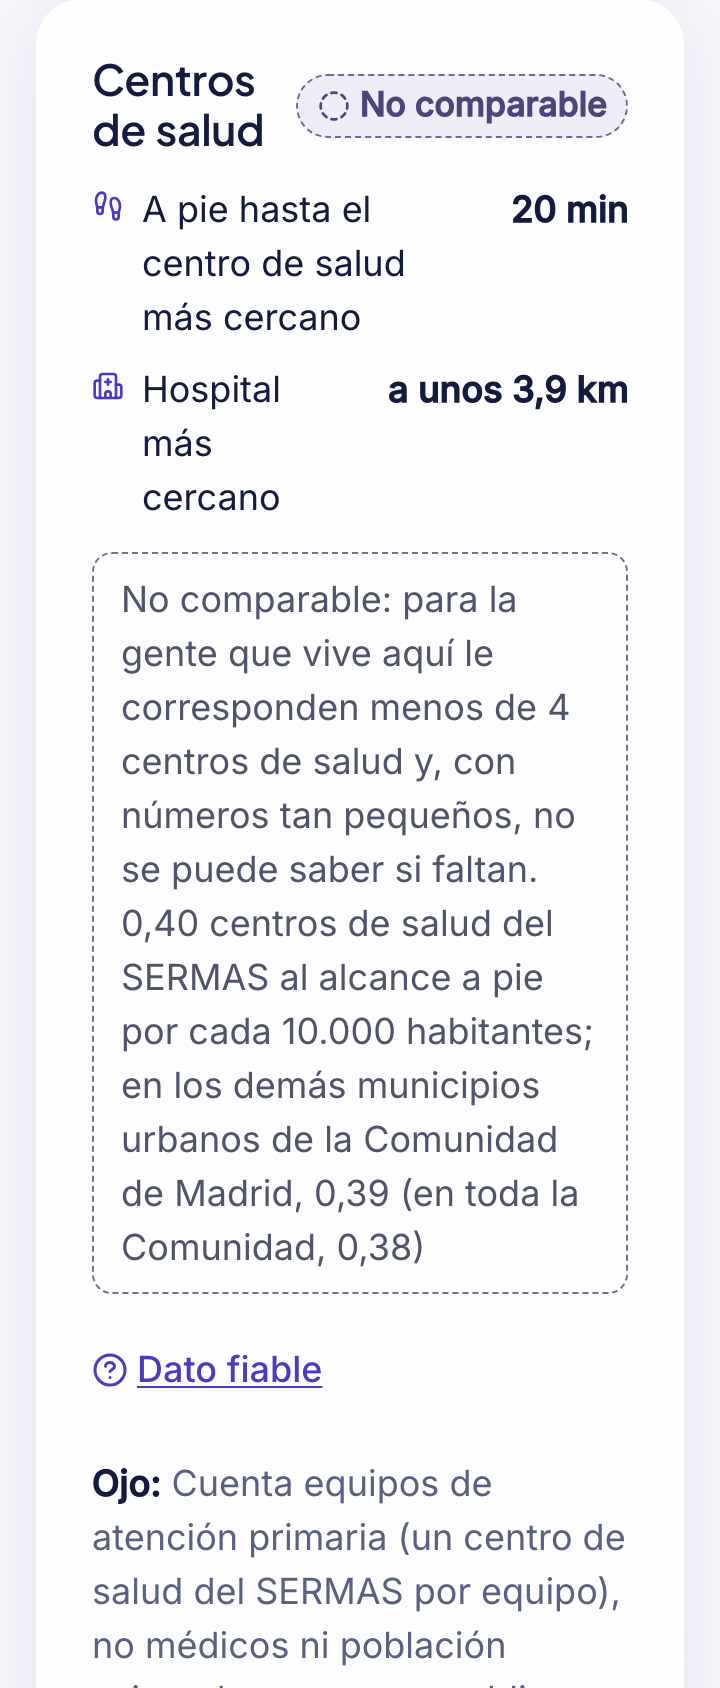 Centros
de salud
No comparable
A pie hasta el
centro de salud
más cercano
20 min
Hospital
más
cercano
a unos 3,9 km
No comparable: para la
gente que vive aquí le
corresponden menos de 4
centros de salud y, con
números tan pequeños, no
se puede saber si faltan.
0,40 centros de salud del
SERMAS al alcance a pie
por cada 10.000 habitantes;
en los demás municipios
urbanos de la Comunidad
de Madrid, 0,39 (en toda la
Comunidad, 0,38)
Dato fiable
Ojo: Cuenta equipos de
atención primaria (un centro de
salud del SERMAS por equipo),
no médicos ni población